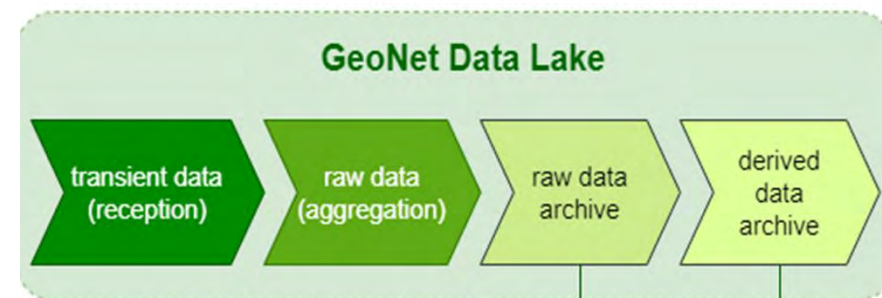 GeoNet Data Lake
transient data
(reception)
raw data
(aggregation)
raw data
archive
derived
data
archive